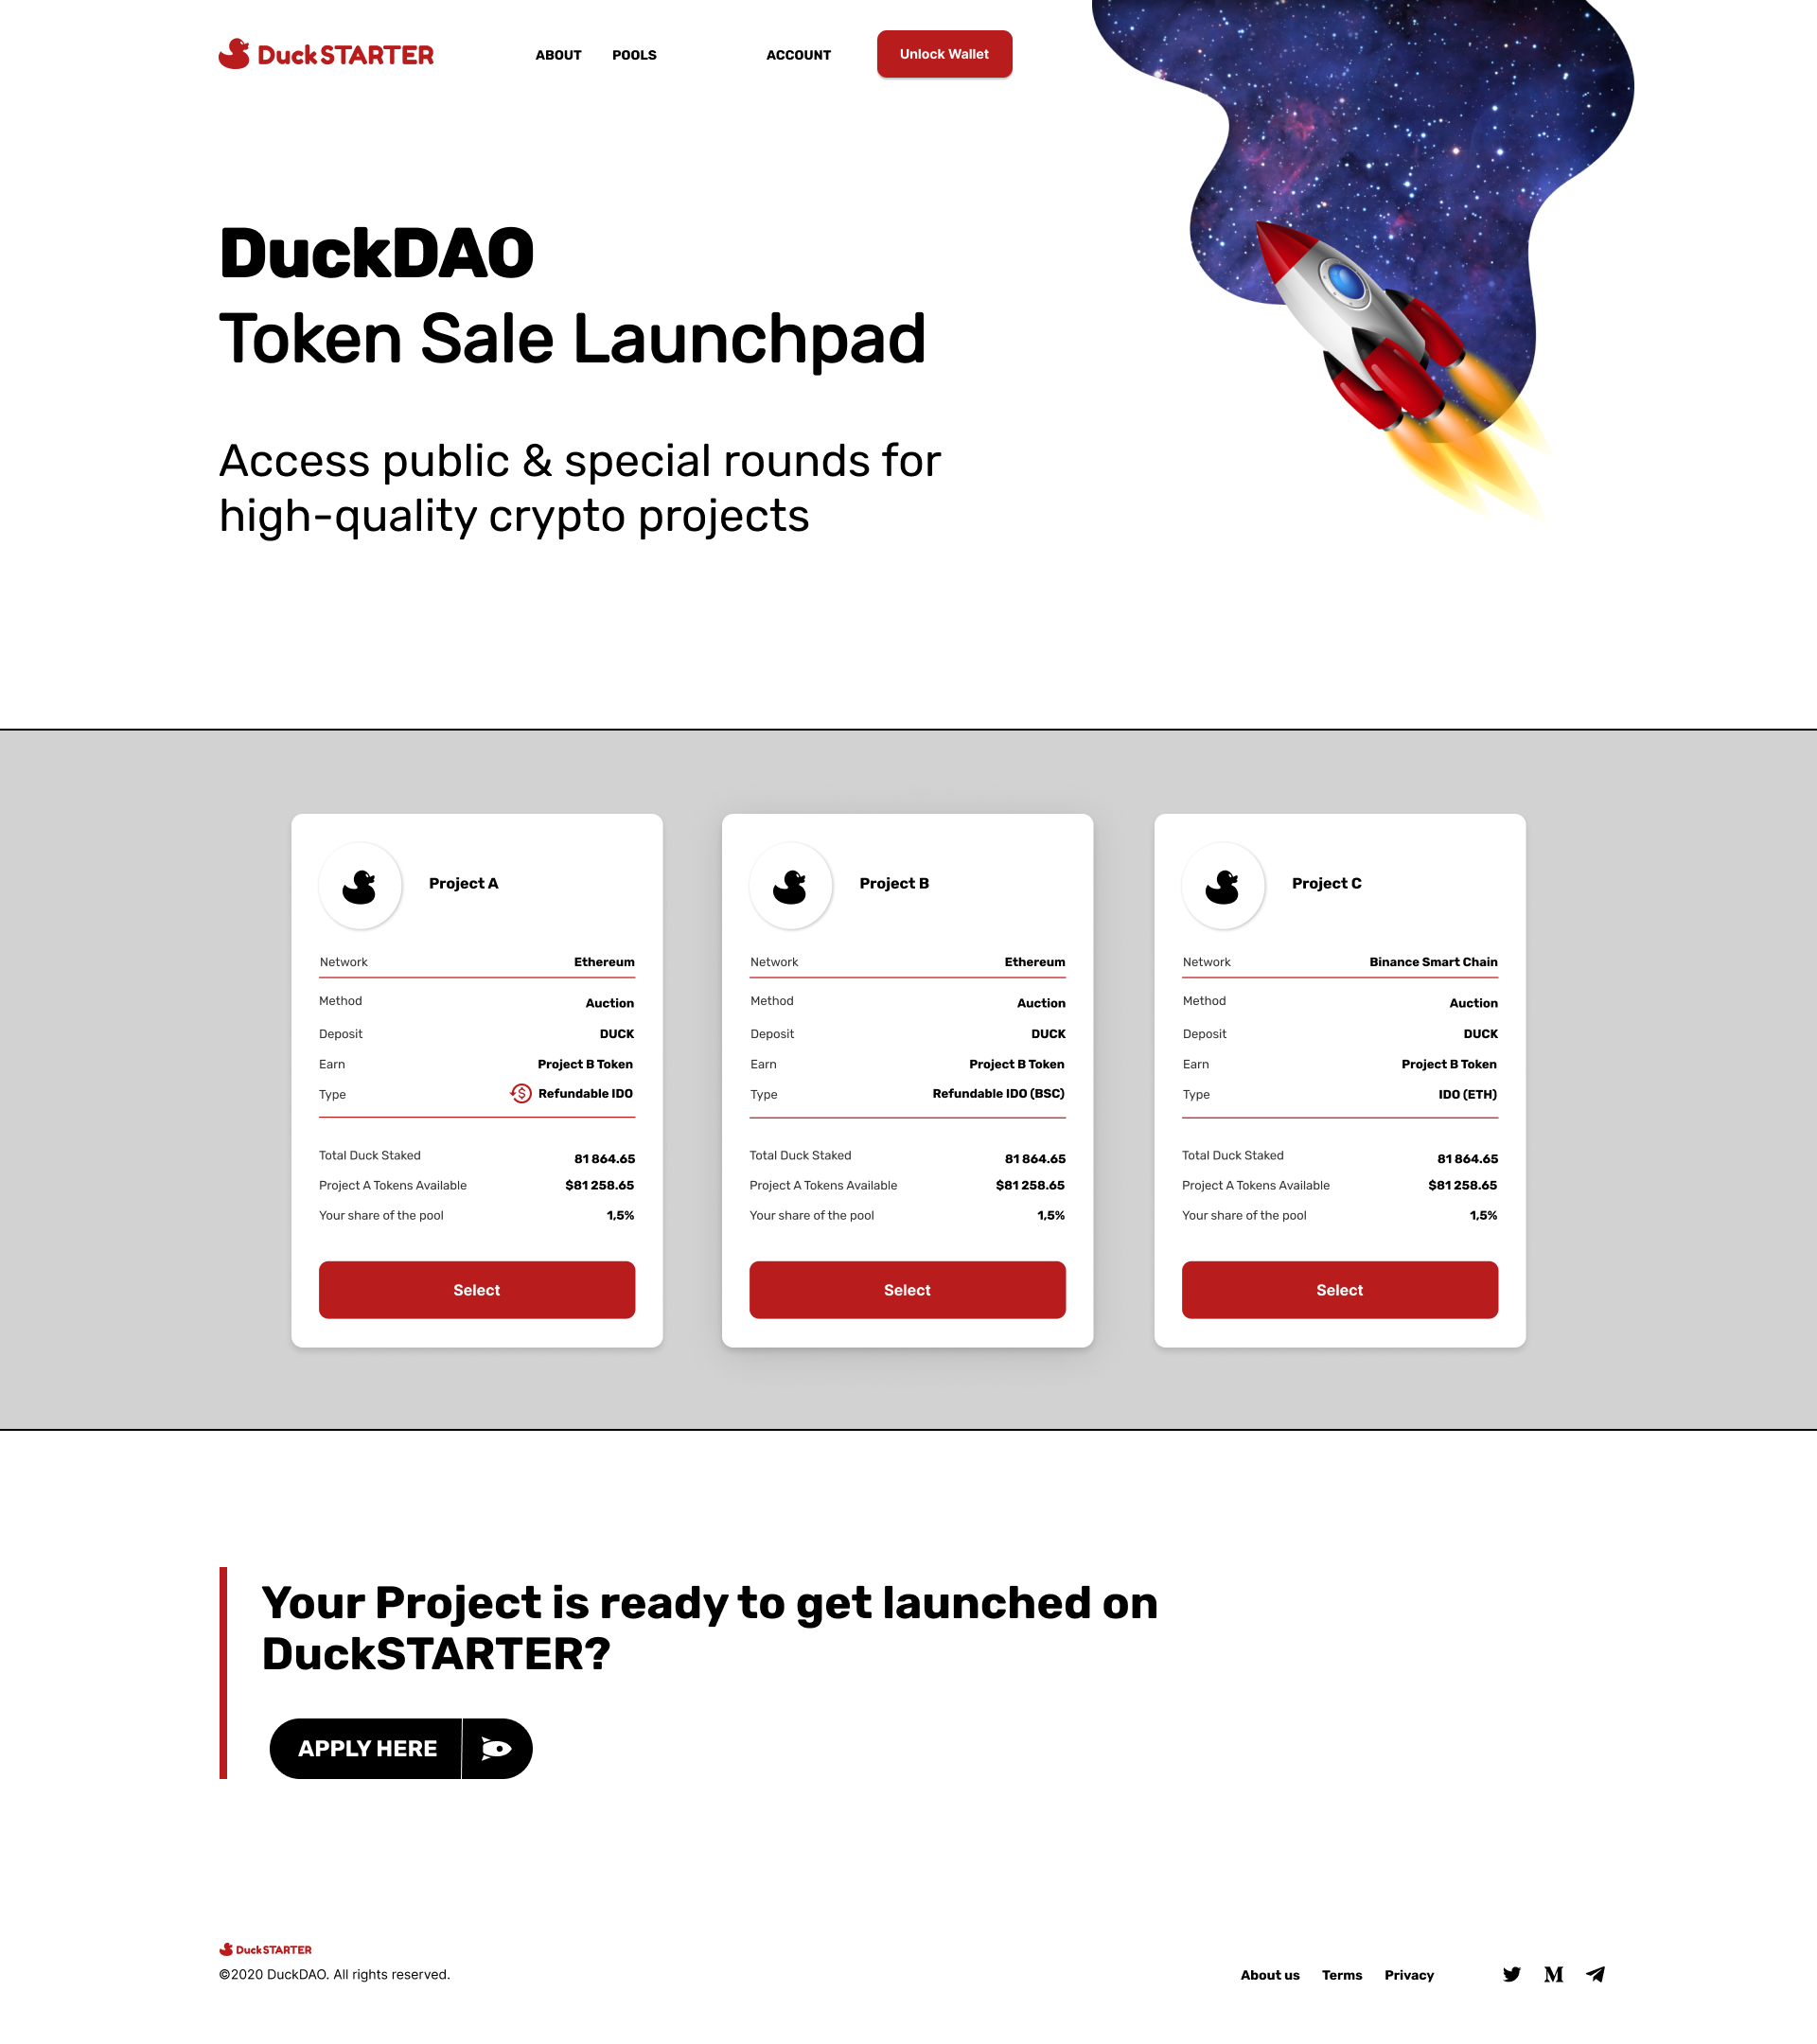 DuckSTARTER
ABOUT POOLS ACCOUNT Unlock Wallet
DuckDAO
Token Sale Launchpad
Access public & special rounds for
high-quality crypto projects
Project A
Network Ethereum
Method Auction
Deposit DUCK
Earn Project B Token
Type Refundable IDO
Total Duck Staked 81 864.65
Project A Tokens Available $81 258.65
Your share of the pool 1,5%
Select
Project B
Network Ethereum
Method Auction
Deposit DUCK
Earn Project B Token
Type Refundable IDO (BSC)
Total Duck Staked 81 864.65
Project A Tokens Available $81 258.65
Your share of the pool 1,5%
Select
Project C
Network Binance Smart Chain
Method Auction
Deposit DUCK
Earn Project B Token
Type IDO (ETH)
Total Duck Staked 81 864.65
Project A Tokens Available $81 258.65
Your share of the pool 1,5%
Select
Your Project is ready to get launched on
DuckSTARTER?
APPLY HERE
DuckSTARTER
©2020 DuckDAO. All rights reserved.
About us Terms Privacy